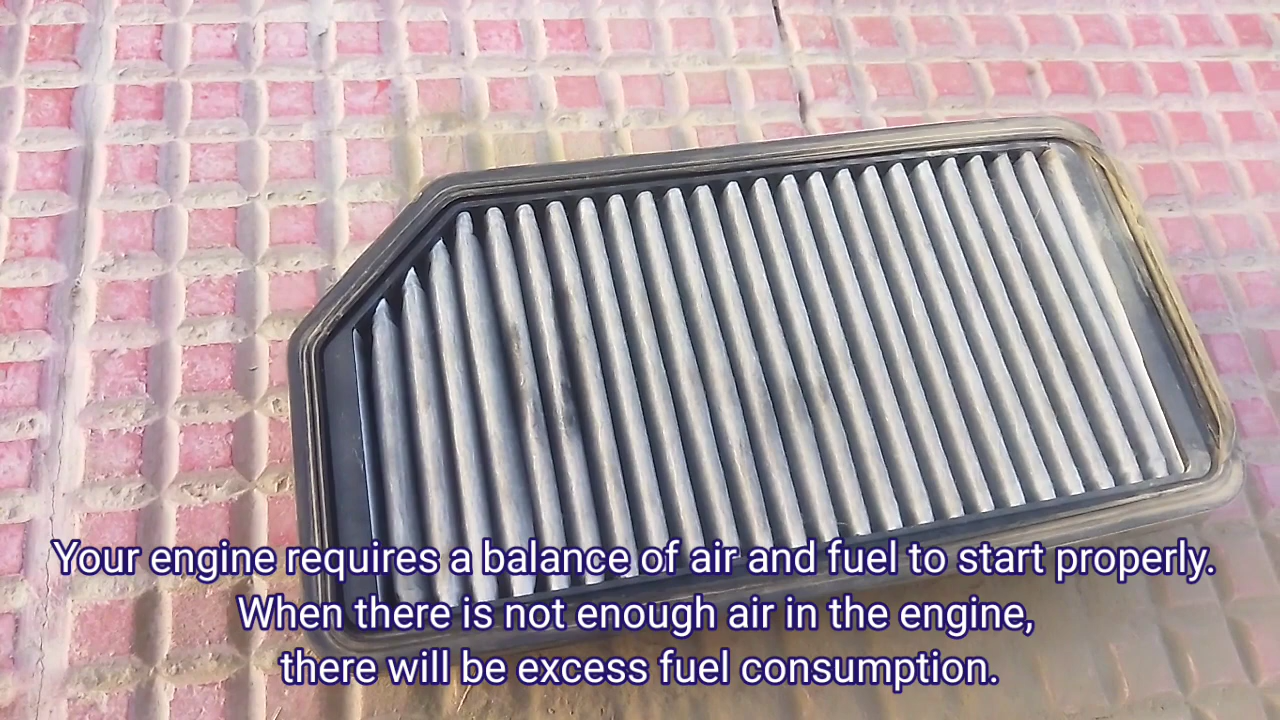 Your engine requires a balance of air and fuel to start properly.
When there is not enough air in the engine,
there will be excess fuel consumption.